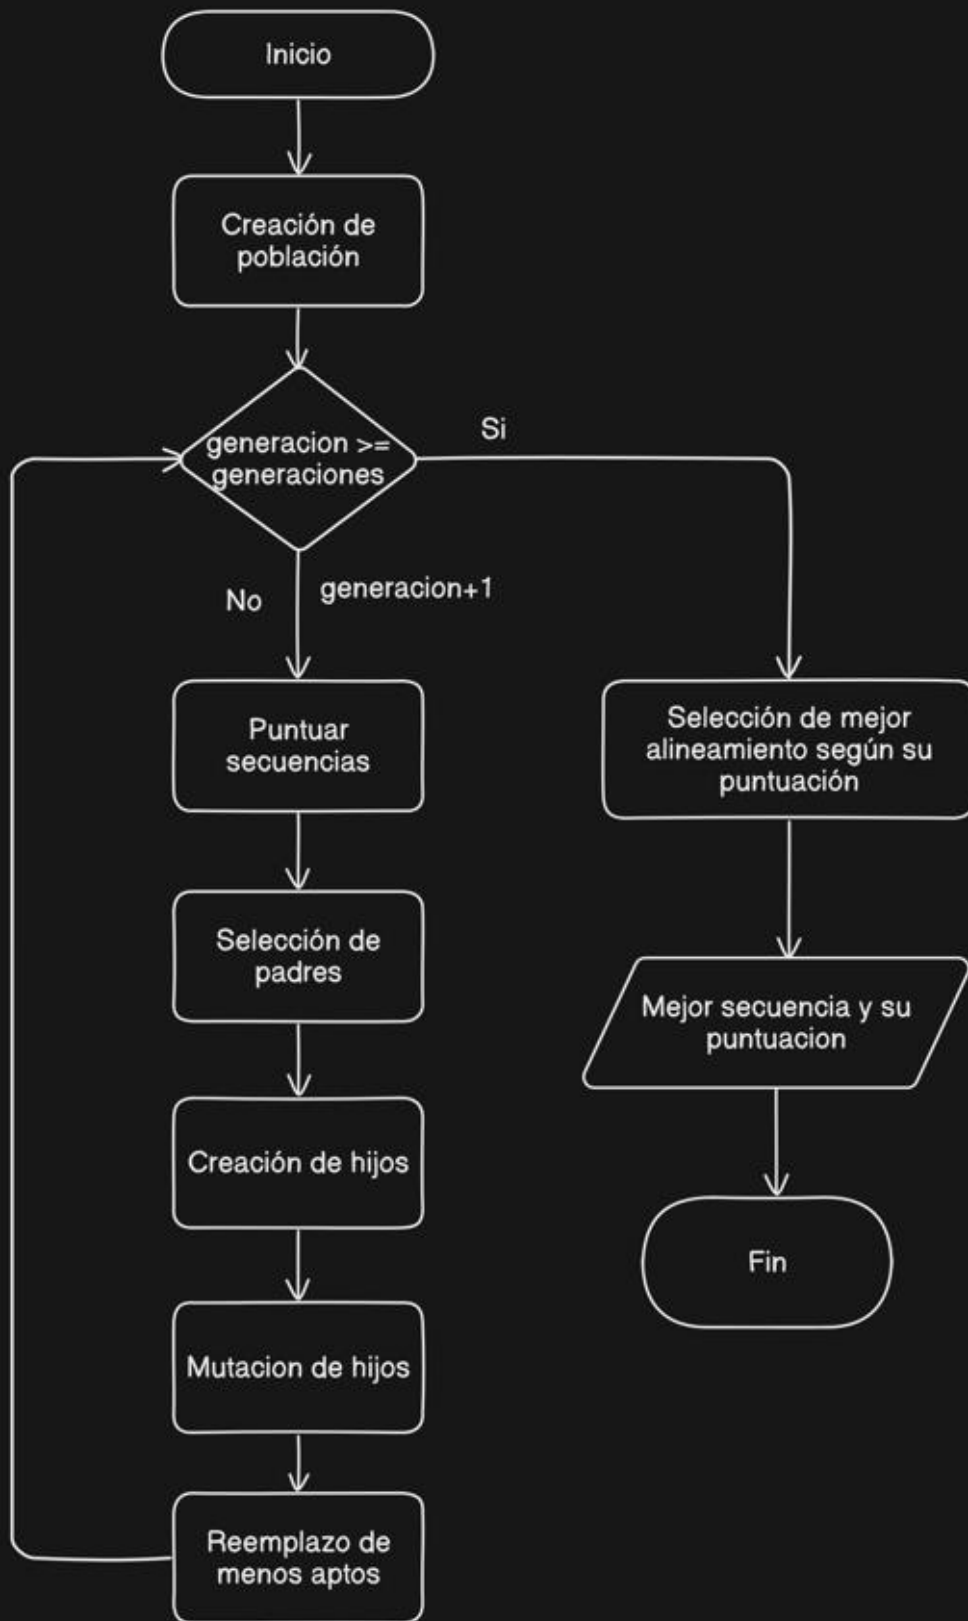 Inicio
Creación de
población
generacion >=
generaciones
Si
No
generacion+1
Puntuar
secuencias
Selección de mejor
alineamiento según su
puntuación
Selección de
padres
Mejor secuencia y su
puntuacion
Creación de hijos
Fin
Mutacion de hijos
Reemplazo de
menos aptos